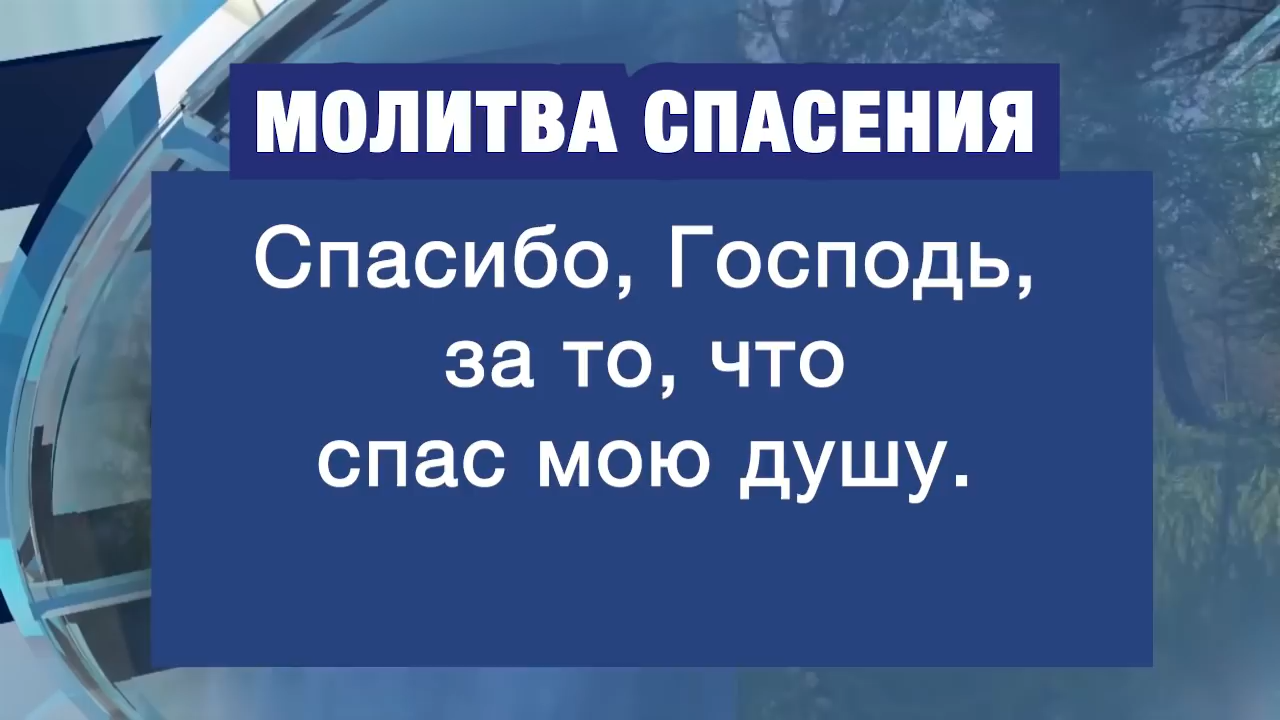 МОЛИТВА СПАСЕНИЯ
Спасибо, Господь,
за то, что
спас мою душу.